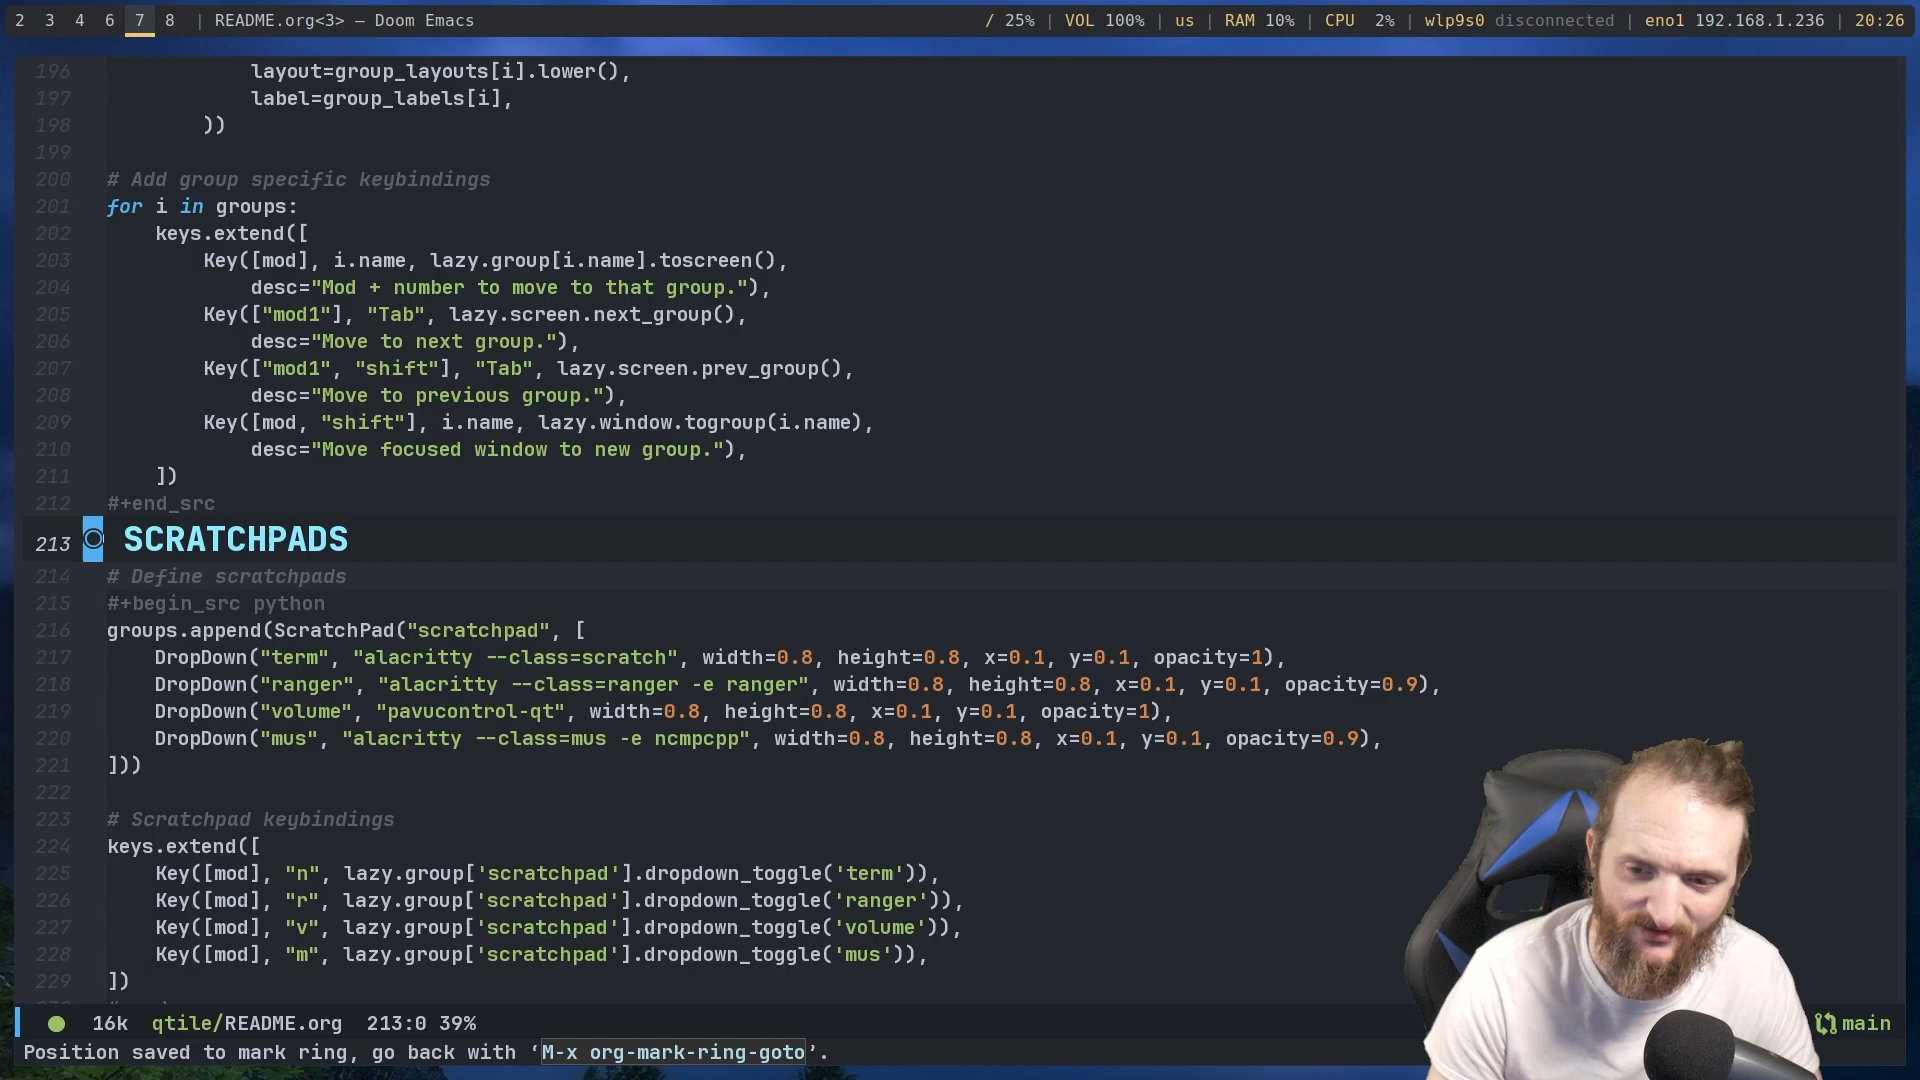 2 3 4 6 7 8 | README.org<3> – Doom Emacs
/ 25% | VOL 100% | us | RAM 10% | CPU 2% | wlp9s0 disconnected | eno1 192.168.1.236 | 20:26
196 layout=group_layouts[i].lower(),
197 label=group_labels[i],
198 ))
199
200 # Add group specific keybindings
201 for i in groups:
202 keys.extend([
203 Key([mod], i.name, lazy.group[i.name].toscreen(),
204 desc="Mod + number to move to that group."),
205 Key(["mod1"], "Tab", lazy.screen.next_group(),
206 desc="Move to next group."),
207 Key(["mod1", "shift"], "Tab", lazy.screen.prev_group(),
208 desc="Move to previous group."),
209 Key([mod, "shift"], i.name, lazy.window.togroup(i.name),
210 desc="Move focused window to new group."),
211 ])
212 #+end_src
213 ◉ SCRATCHPADS
214 # Define scratchpads
215 #+begin_src python
216 groups.append(ScratchPad("scratchpad", [
217 DropDown("term", "alacritty --class=scratch", width=0.8, height=0.8, x=0.1, y=0.1, opacity=1),
218 DropDown("ranger", "alacritty --class=ranger -e ranger", width=0.8, height=0.8, x=0.1, y=0.1, opacity=0.9),
219 DropDown("volume", "pavucontrol-qt", width=0.8, height=0.8, x=0.1, y=0.1, opacity=1),
220 DropDown("mus", "alacritty --class=mus -e ncmpcpp", width=0.8, height=0.8, x=0.1, y=0.1, opacity=0.9),
221 ]))
222
223 # Scratchpad keybindings
224 keys.extend([
225 Key([mod], "n", lazy.group['scratchpad'].dropdown_toggle('term')),
226 Key([mod], "r", lazy.group['scratchpad'].dropdown_toggle('ranger')),
227 Key([mod], "v", lazy.group['scratchpad'].dropdown_toggle('volume')),
228 Key([mod], "m", lazy.group['scratchpad'].dropdown_toggle('mus')),
229 ])
16k qtile/README.org 213:0 39% main
Position saved to mark ring, go back with ‘M-x org-mark-ring-goto’.